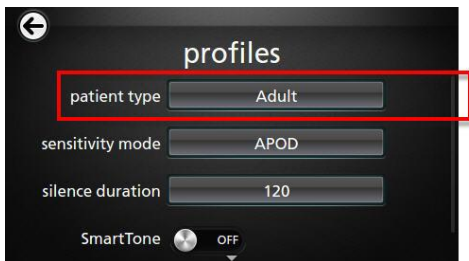 profiles
patient type Adult
sensitivity mode APOD
silence duration 120
SmartTone OFF